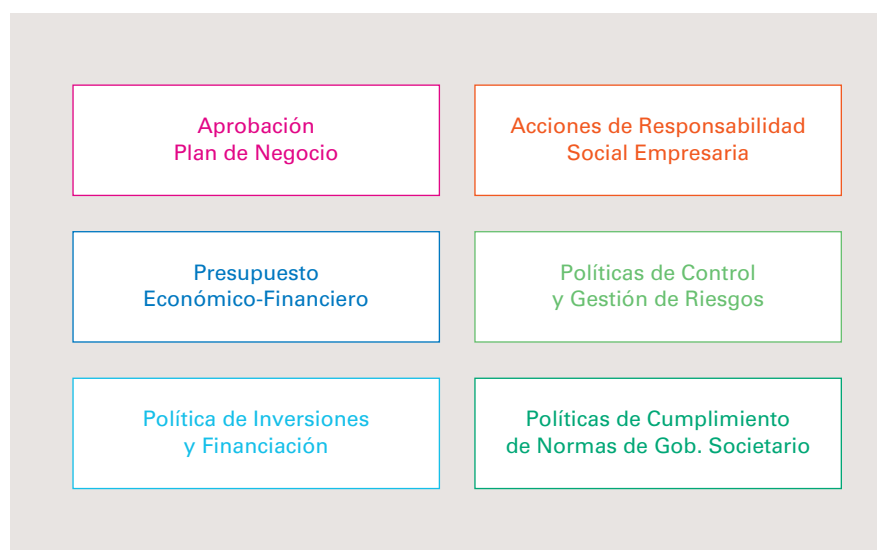 Aprobación
Plan de Negocio
Acciones de Responsabilidad
Social Empresaria
Presupuesto
Económico-Financiero
Políticas de Control
y Gestión de Riesgos
Política de Inversiones
y Financiación
Políticas de Cumplimiento
de Normas de Gob. Societario